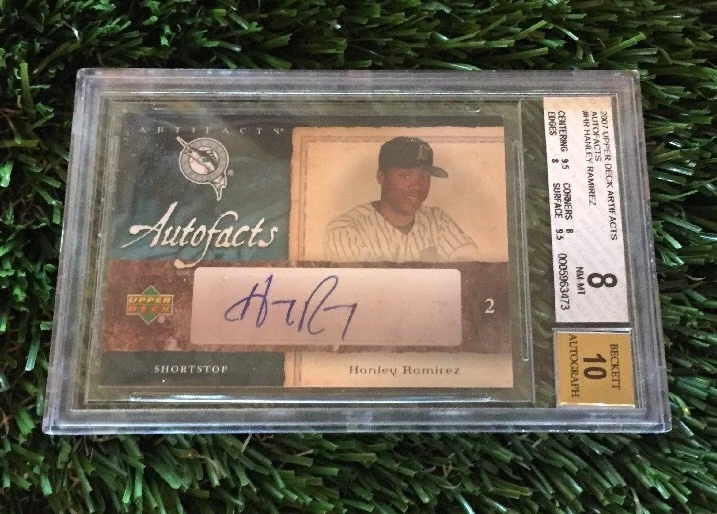 ARTIFACTS
Autofacts
UPPER
DECK
2
SHORTSTOP
Hanley Ramirez
2007 UPPER DECK ARTIFACTS
AUTOFACTS
#HR HANLEY RAMIREZ
CENTERING 9.5 CORNERS 8
EDGES 8 SURFACE 9.5
0005963473
8
NM-MT
BECKETT
10
AUTOGRAPH